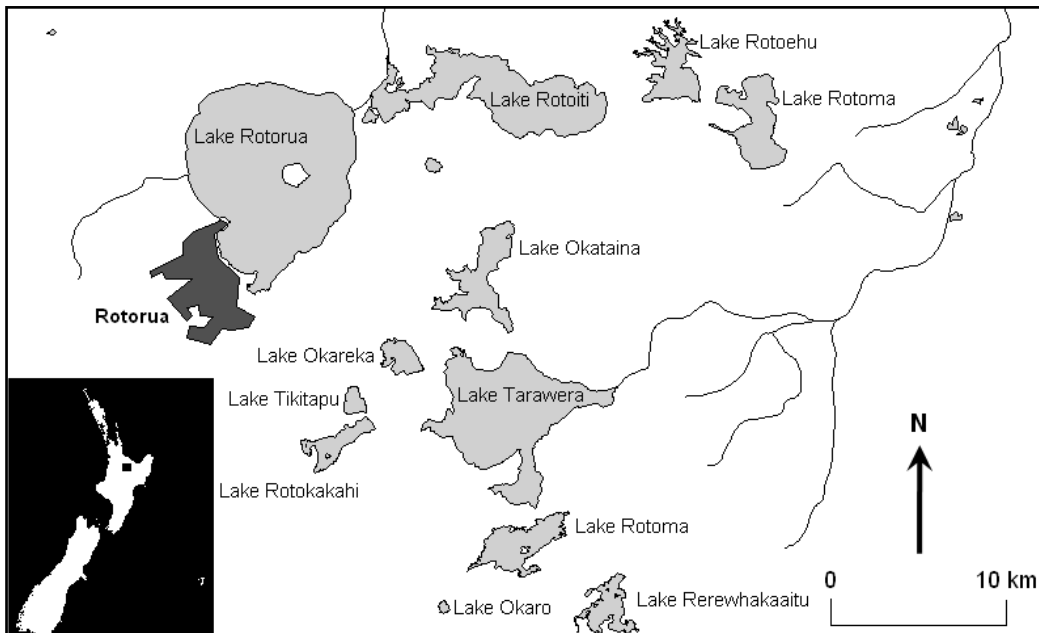 Lake Rotoehu
Lake Rotoma
Lake Rotoiti
Lake Rotorua
Lake Okataina
Rotorua
Lake Okareka
Lake Tikitapu
Lake Tarawera
Lake Rotokakahi
N
Lake Rotoma
0 10 km
Lake Okaro
Lake Rerewhakaaitu